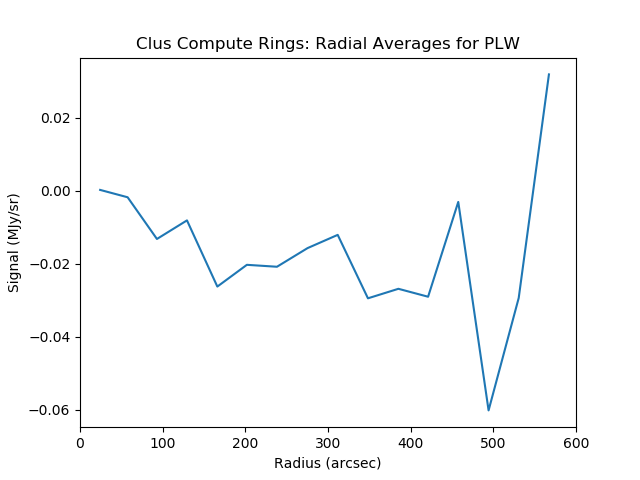 Clus Compute Rings: Radial Averages for PLW
Signal (MJy/sr)
0.02
0.00
−0.02
−0.04
−0.06
0 100 200 300 400 500 600
Radius (arcsec)